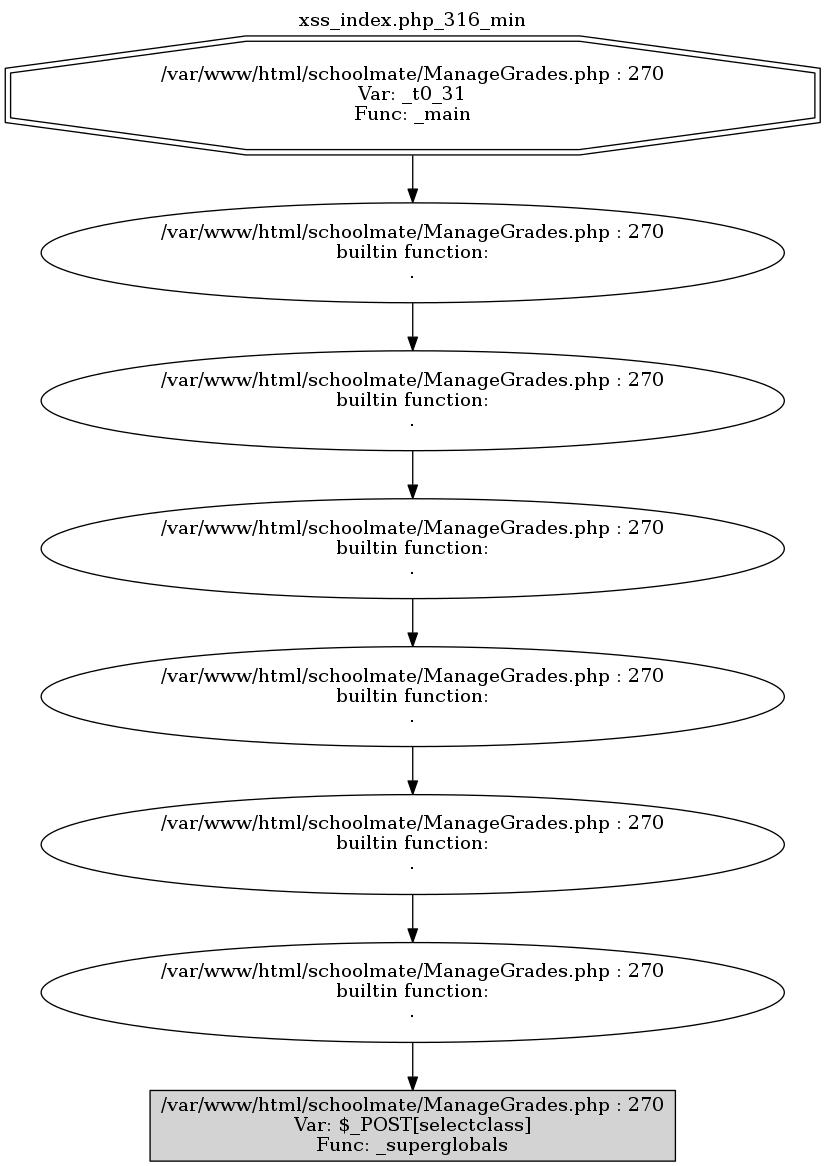 xss_index.php_316_min
/var/www/html/schoolmate/ManageGrades.php : 270
Var: _t0_31
Func: _main
/var/www/html/schoolmate/ManageGrades.php : 270
builtin function:
.
/var/www/html/schoolmate/ManageGrades.php : 270
builtin function:
.
/var/www/html/schoolmate/ManageGrades.php : 270
builtin function:
.
/var/www/html/schoolmate/ManageGrades.php : 270
builtin function:
.
/var/www/html/schoolmate/ManageGrades.php : 270
builtin function:
.
/var/www/html/schoolmate/ManageGrades.php : 270
builtin function:
.
/var/www/html/schoolmate/ManageGrades.php : 270
Var: $_POST[selectclass]
Func: _superglobals